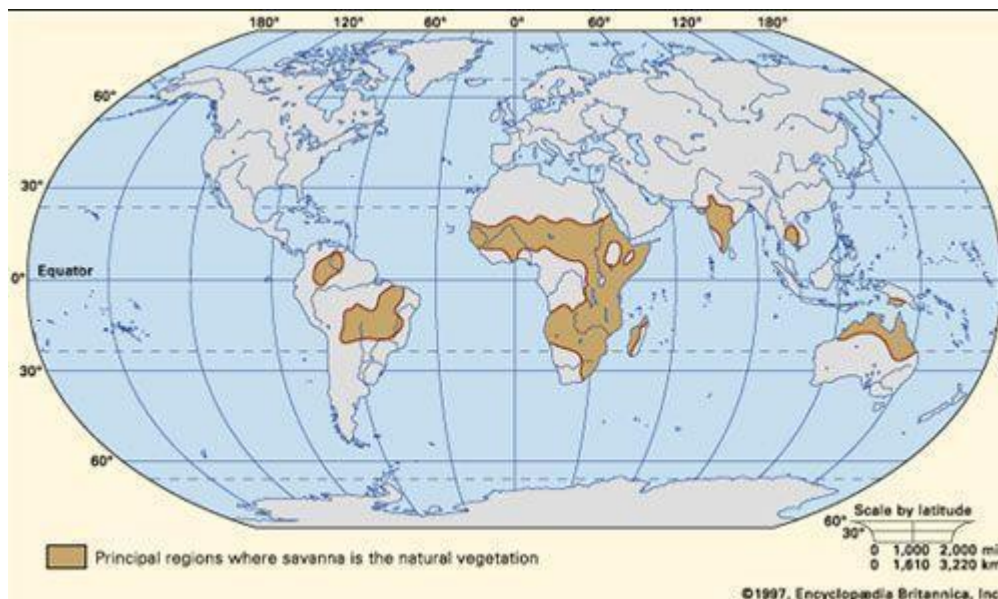 180° 120° 60° 0° 60° 120° 180°
60°
30°
Equator
0°
30°
60°
Scale by latitude
60°
30°
0 1,000 2,000 mi
0 1,610 3,220 km
Principal regions where savanna is the natural vegetation
©1997, Encyclopædia Britannica, Inc